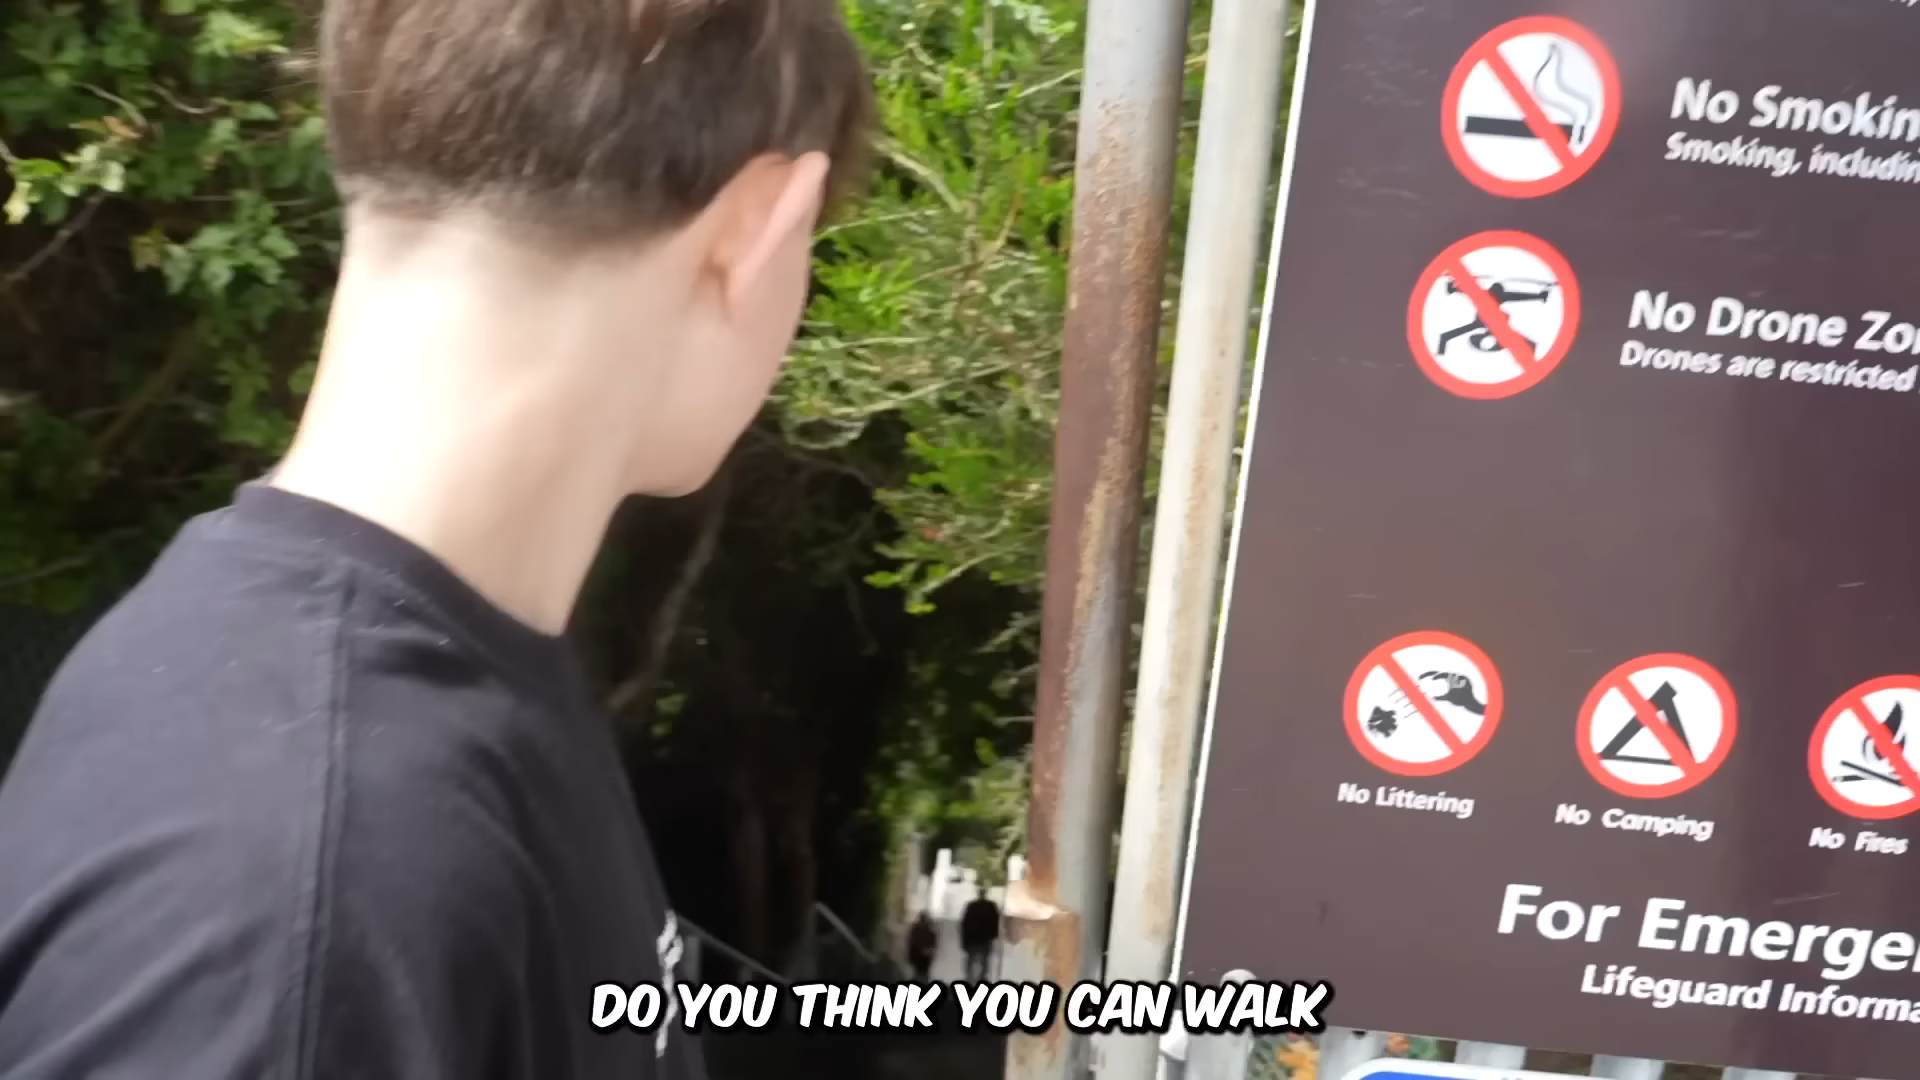 No Smokin
Smoking, includin
No Drone Zo
Drones are restricted
No Littering
No Camping
No Fires
For Emerge
Lifeguard Informa
DO YOU THINK YOU CAN WALK